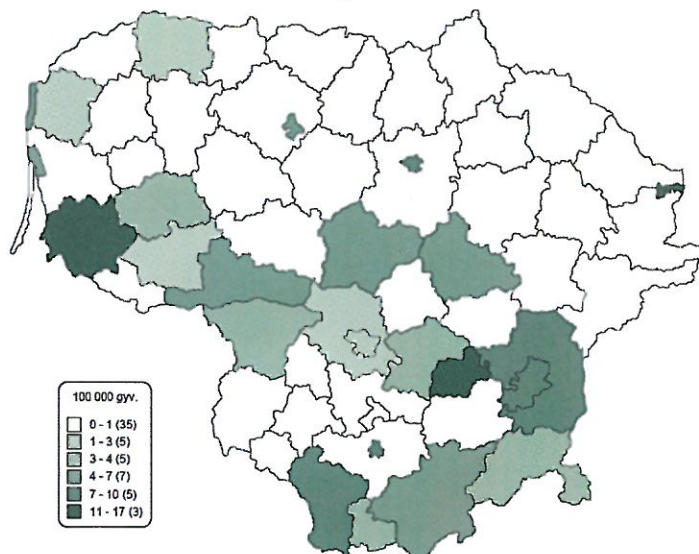 100 000 gyv.
0 - 1 (35)
1 - 3 (5)
3 - 4 (5)
4 - 7 (7)
7 - 10 (5)
11 - 17 (3)